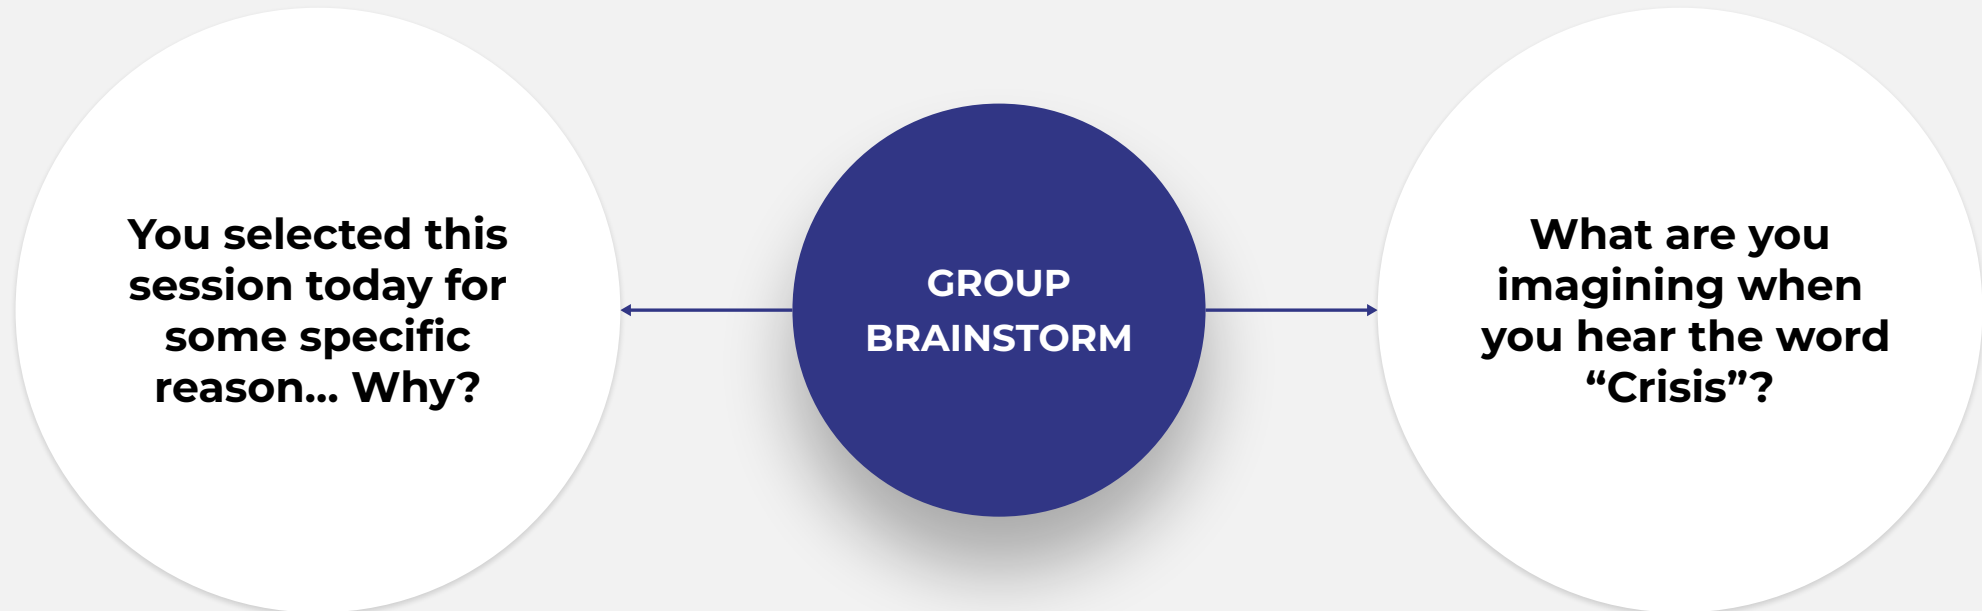 You selected this
session today for
some specific
reason... Why?
GROUP
BRAINSTORM
What are you
imagining when
you hear the word
“Crisis”?